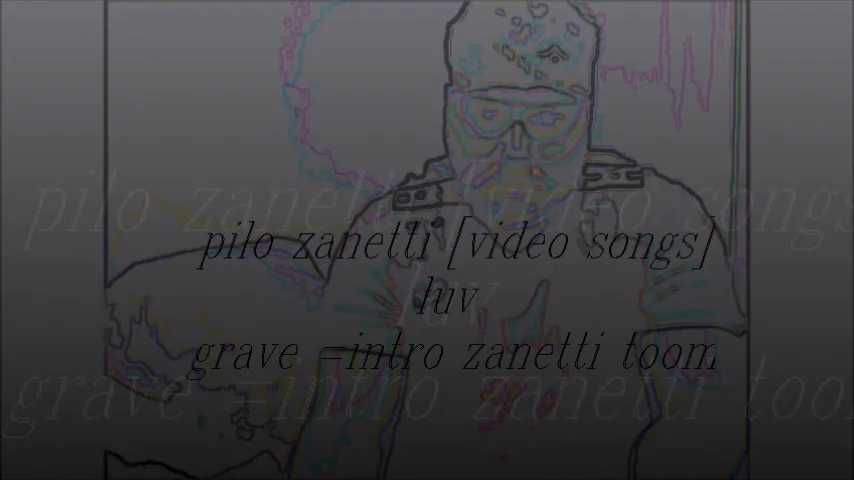 pilo zanetti [video songs]
luv
grave –intro zanetti toom